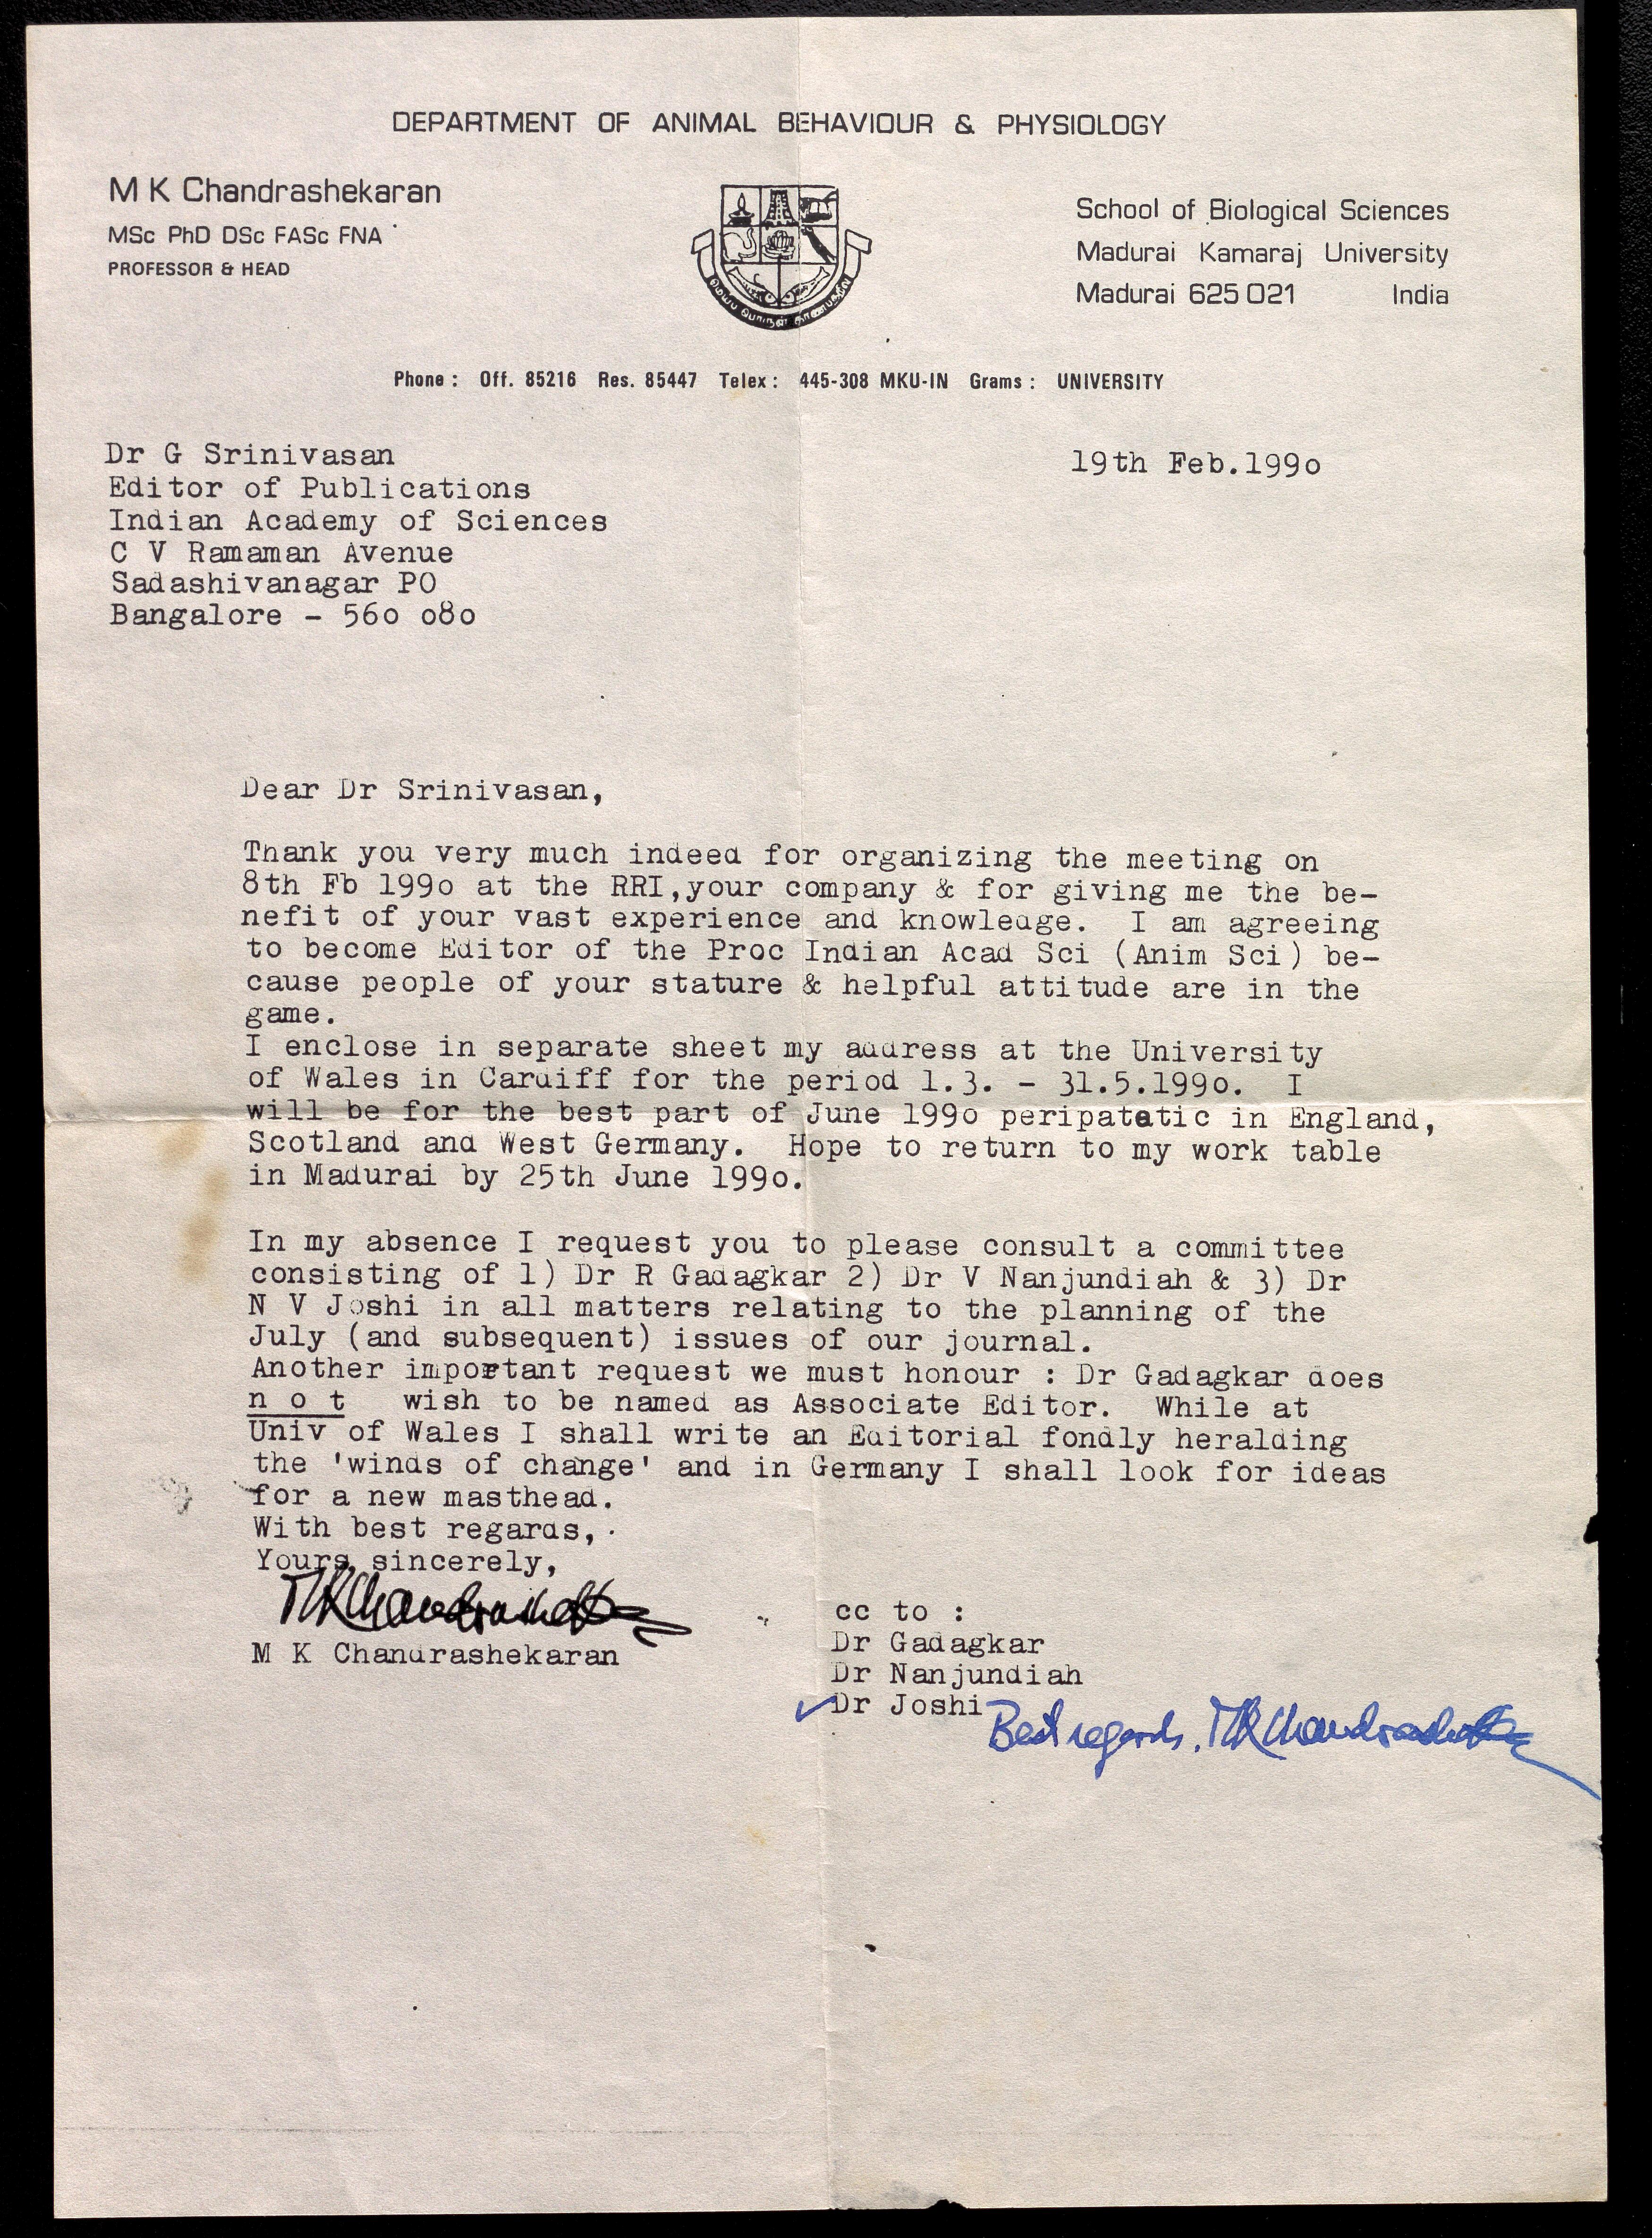 DEPARTMENT OF ANIMAL BEHAVIOUR & PHYSIOLOGY
M K Chandrashekaran
MSc PhD DSc FASc FNA
PROFESSOR & HEAD
School of Biological Sciences
Madurai Kamaraj University
Madurai 625 021 India
Phone : Off. 85216 Res. 85447 Telex : 445-308 MKU-IN Grams : UNIVERSITY
Dr G Srinivasan
Editor of Publications
Indian Academy of Sciences
C V Ramaman Avenue
Sadashivanagar PO
Bangalore - 560 080
19th Feb.1990
Dear Dr Srinivasan,
Thank you very much indeed for organizing the meeting on
8th Fb 1990 at the RRI,your company & for giving me the be-
nefit of your vast experience and knowledge. I am agreeing
to become Editor of the Proc Indian Acad Sci (Anim Sci) be-
cause people of your stature & helpful attitude are in the
game.
I enclose in separate sheet my address at the University
of Wales in Cardiff for the period 1.3. - 31.5.1990. I
will be for the best part of June 1990 peripatetic in England,
Scotland and West Germany. Hope to return to my work table
in Madurai by 25th June 1990.
In my absence I request you to please consult a committee
consisting of 1) Dr R Gadagkar 2) Dr V Nanjundiah & 3) Dr
N V Joshi in all matters relating to the planning of the
July (and subsequent) issues of our journal.
Another important request we must honour : Dr Gadagkar does
n o t wish to be named as Associate Editor. While at
Univ of Wales I shall write an Editorial fondly heralding
the 'winds of change' and in Germany I shall look for ideas
for a new masthead.
With best regards,
Yours sincerely,
MKChandrashekaran
M K Chandrashekaran
cc to :
Dr Gadagkar
Dr Nanjundiah
Dr Joshi
Best regards, MKChandrashekaran